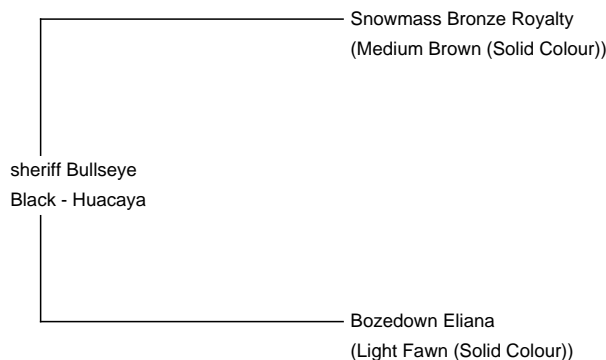 Snowmass Bronze Royalty
(Medium Brown (Solid Colour))
sheriff Bullseye
Black - Huacaya
Bozedown Eliana
(Light Fawn (Solid Colour))